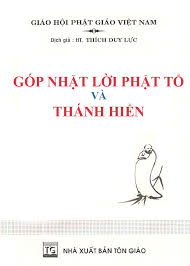 GIÁO HỘI PHẬT GIÁO VIỆT NAM
Dịch giả: HT. THÍCH DUY LỰC
GÓP NHẶT LỜI PHẬT TỔ
VÀ
THÁNH HIỀN
TG
NHÀ XUẤT BẢN TÔN GIÁO